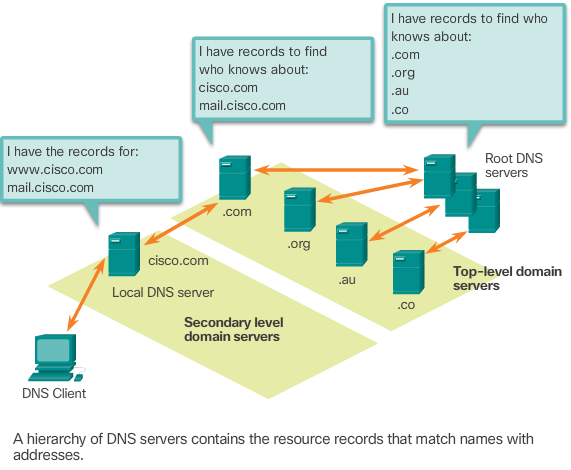 I have records to find who
knows about:
.com
.org
.au
.co
I have records to find
who knows about:
cisco.com
mail.cisco.com
I have the records for:
www.cisco.com
mail.cisco.com
Root DNS
servers
.com
.org
.au
.co
Top-level domain
servers
cisco.com
Local DNS server
Secondary level
domain servers
DNS Client
A hierarchy of DNS servers contains the resource records that match names with
addresses.